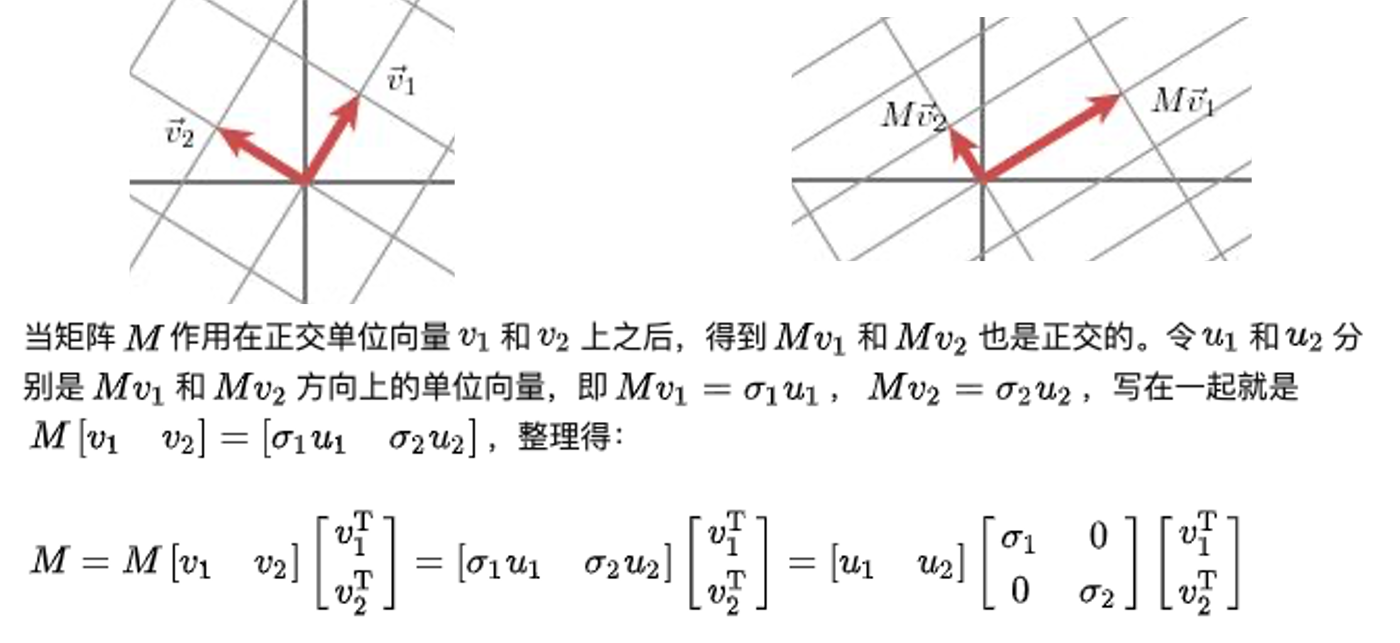 $\vec{v}_1$
$\vec{v}_2$
$M\vec{v}_2$
$M\vec{v}_1$
当矩阵 $M$ 作用在正交单位向量 $v_1$ 和 $v_2$ 上之后，得到 $Mv_1$ 和 $Mv_2$ 也是正交的。令 $u_1$ 和 $u_2$ 分
别是 $Mv_1$ 和 $Mv_2$ 方向上的单位向量，即 $Mv_1 = \sigma_1 u_1$ ， $Mv_2 = \sigma_2 u_2$ ，写在一起就是
$M \begin{bmatrix} v_1 & v_2 \end{bmatrix} = \begin{bmatrix} \sigma_1 u_1 & \sigma_2 u_2 \end{bmatrix}$ ，整理得：
$M = M \begin{bmatrix} v_1 & v_2 \end{bmatrix} \begin{bmatrix} v_1^{\mathrm{T}} \\ v_2^{\mathrm{T}} \end{bmatrix} = \begin{bmatrix} \sigma_1 u_1 & \sigma_2 u_2 \end{bmatrix} \begin{bmatrix} v_1^{\mathrm{T}} \\ v_2^{\mathrm{T}} \end{bmatrix} = \begin{bmatrix} u_1 & u_2 \end{bmatrix} \begin{bmatrix} \sigma_1 & 0 \\ 0 & \sigma_2 \end{bmatrix} \begin{bmatrix} v_1^{\mathrm{T}} \\ v_2^{\mathrm{T}} \end{bmatrix}$